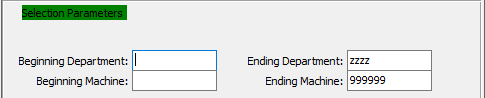 Selection Parameters
Beginning Department: Ending Department: zzzz
Beginning Machine: Ending Machine: 999999